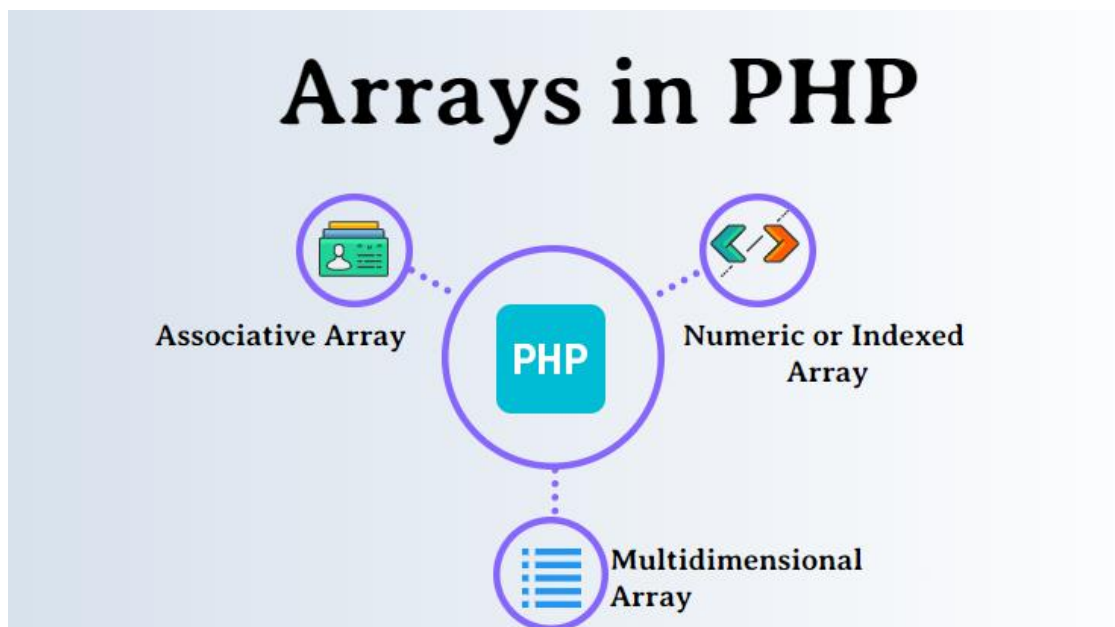 Arrays in PHP
Associative Array
PHP
Numeric or Indexed
Array
Multidimensional
Array